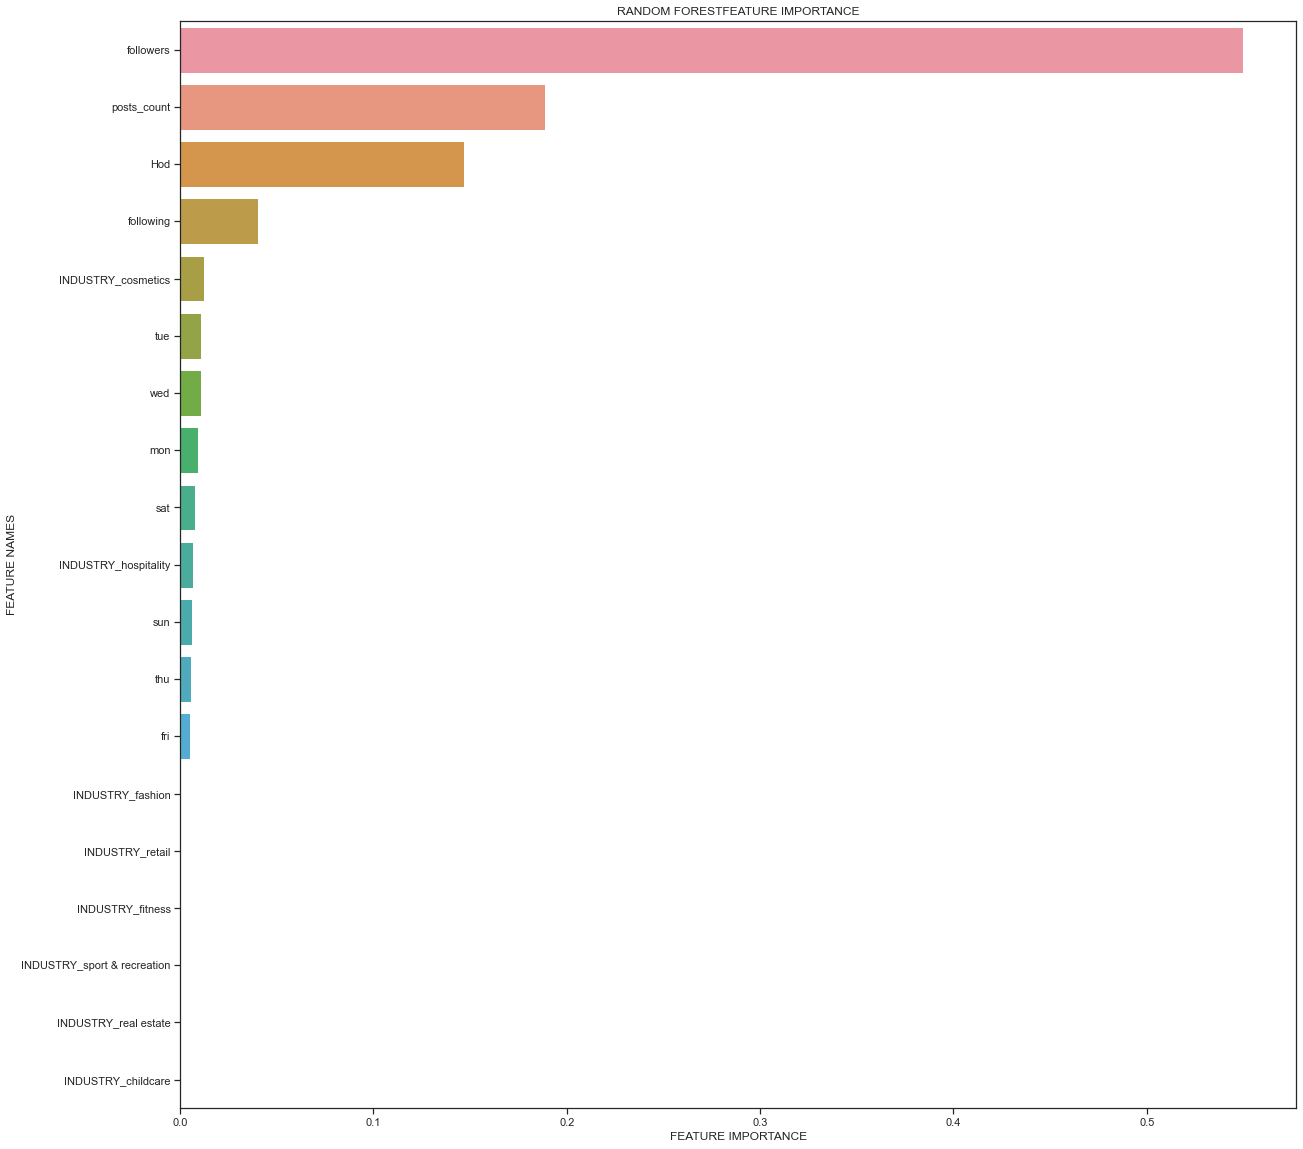 RANDOM FORESTFEATURE IMPORTANCE
FEATURE NAMES
followers
posts_count
Hod
following
INDUSTRY_cosmetics
tue
wed
mon
sat
INDUSTRY_hospitality
sun
thu
fri
INDUSTRY_fashion
INDUSTRY_retail
INDUSTRY_fitness
INDUSTRY_sport & recreation
INDUSTRY_real estate
INDUSTRY_childcare
0.0 0.1 0.2 0.3 0.4 0.5
FEATURE IMPORTANCE